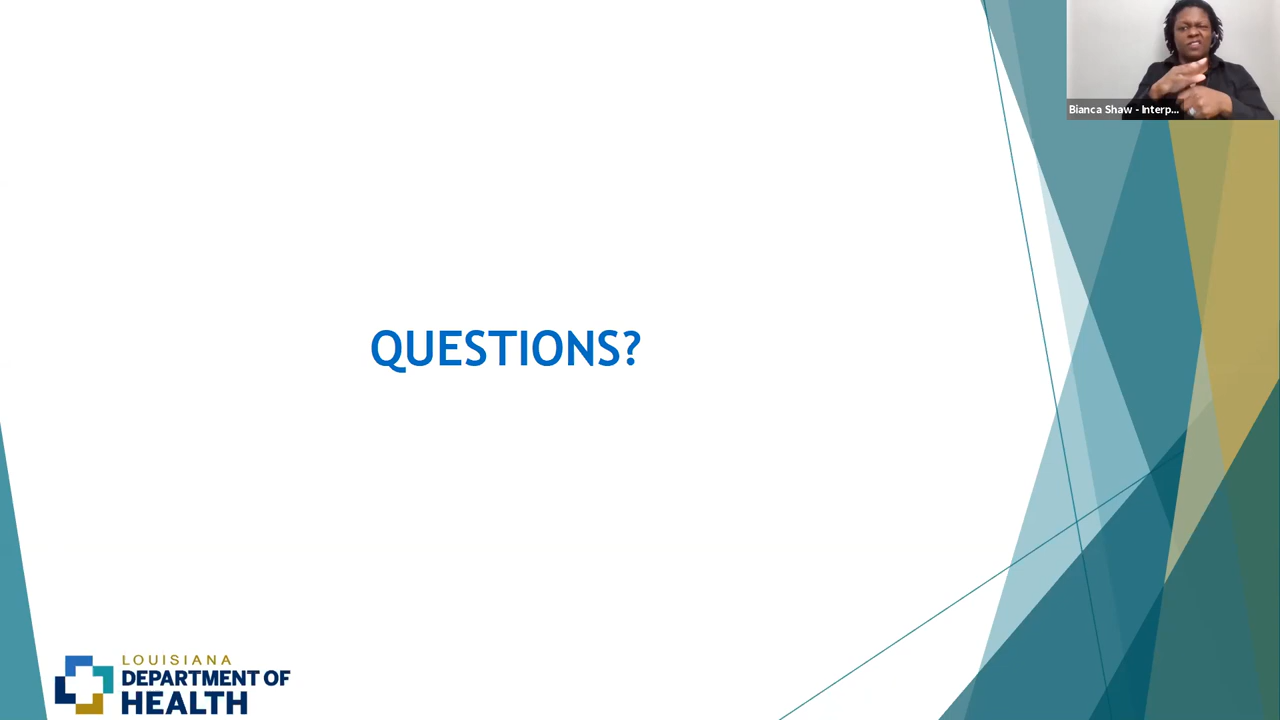 Bianca Shaw - Interp...
QUESTIONS?
LOUISIANA
DEPARTMENT OF
HEALTH